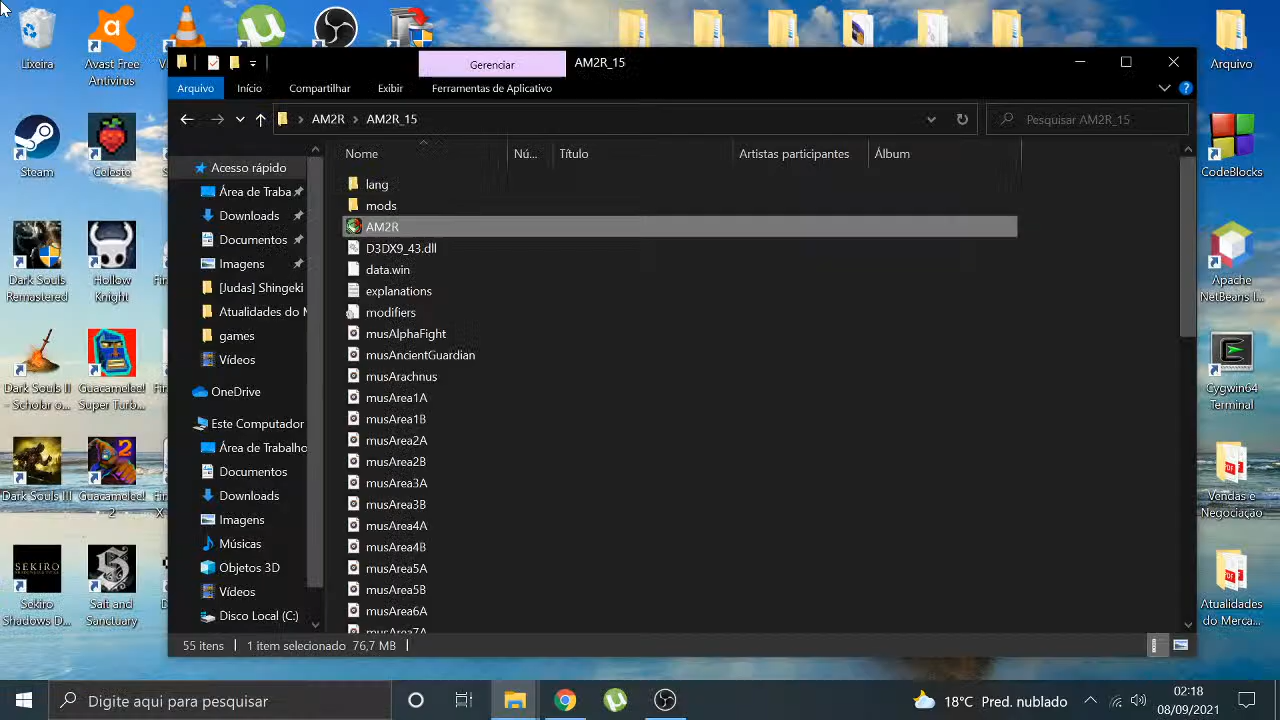 Lixeira
Avast Free
Antivirus
Steam
Celeste
Dark Souls
Remastered
Hollow
Knight
Dark Souls II
- Scholar o...
Guacamelee!
Super Turb...
Dark Souls III
Guacamelee!
2
Sekiro
Shadows D...
Salt and
Sanctuary
SEKIRO
Gerenciar
AM2R_15
Arquivo
Início
Compartilhar
Exibir
Ferramentas de Aplicativo
AM2R
AM2R_15
Pesquisar AM2R_15
Nome
Nú...
Título
Artistas participantes
Álbum
Acesso rápido
Área de Traba
Downloads
Documentos
Imagens
[Judas] Shingeki
Atualidades do M
games
Vídeos
OneDrive
Este Computador
Área de Trabalho
Documentos
Downloads
Imagens
Músicas
Objetos 3D
Vídeos
Disco Local (C:)
lang
mods
AM2R
D3DX9_43.dll
data.win
explanations
modifiers
musAlphaFight
musAncientGuardian
musArachnus
musArea1A
musArea1B
musArea2A
musArea2B
musArea3A
musArea3B
musArea4A
musArea4B
musArea5A
musArea5B
musArea6A
musArea7A
55 itens
1 item selecionado 76,7 MB
Arquivo
CodeBlocks
Apache
NetBeans I...
Cygwin64
Terminal
Vendas e
Negociação
Atualidades
do Merca...
Digite aqui para pesquisar
18°C Pred. nublado
02:18
08/09/2021